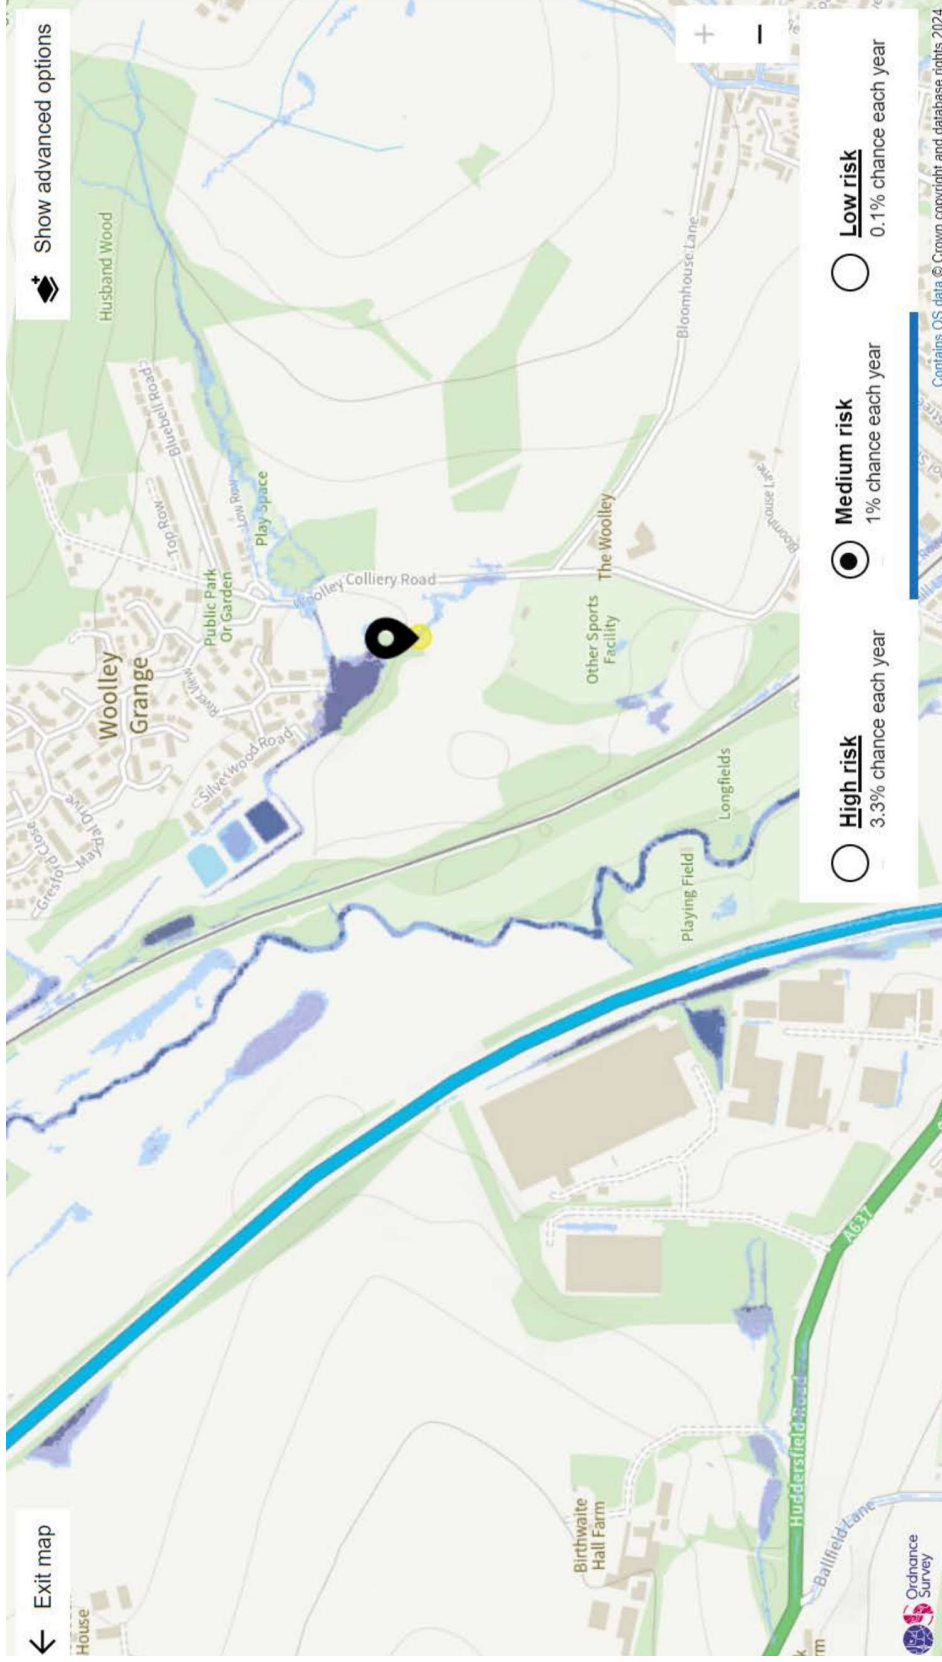 ← Exit map
Show advanced options
House
Woolley
Grange
Gresford Close
Maydal Drive
Silverwood Road
River View
Public Park
Or Garden
Top Row
Bluebell Road
Low Row
Play Space
Husband Wood
Woolley Colliery Road
Other Sports
Facility
The Woolley
Bloomhouse Lane
Bloomhouse Lane
Longfields
Playing Field
A637
Huddersfield Road
Birthwaite
Hall Farm
Ballfield Lane
+
−
High risk
3.3% chance each year
Medium risk
1% chance each year
Low risk
0.1% chance each year
Ordnance
Survey
Contains OS data © Crown copyright and database rights 2024